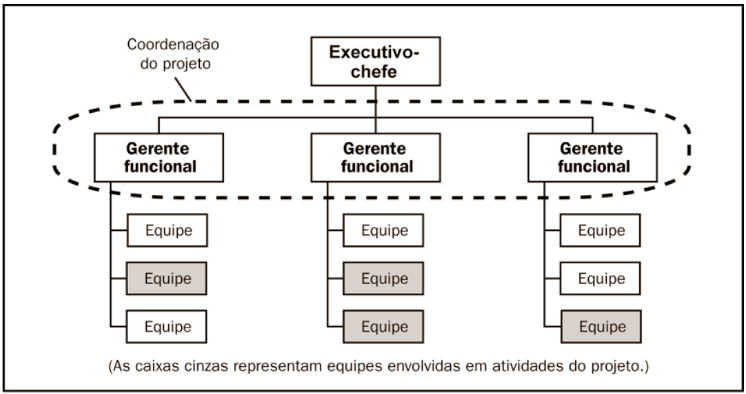 Coordenação
do projeto
Executivo-
chefe
Gerente
funcional
Gerente
funcional
Gerente
funcional
Equipe
Equipe
Equipe
Equipe
Equipe
Equipe
Equipe
Equipe
Equipe
(As caixas cinzas representam equipes envolvidas em atividades do projeto.)